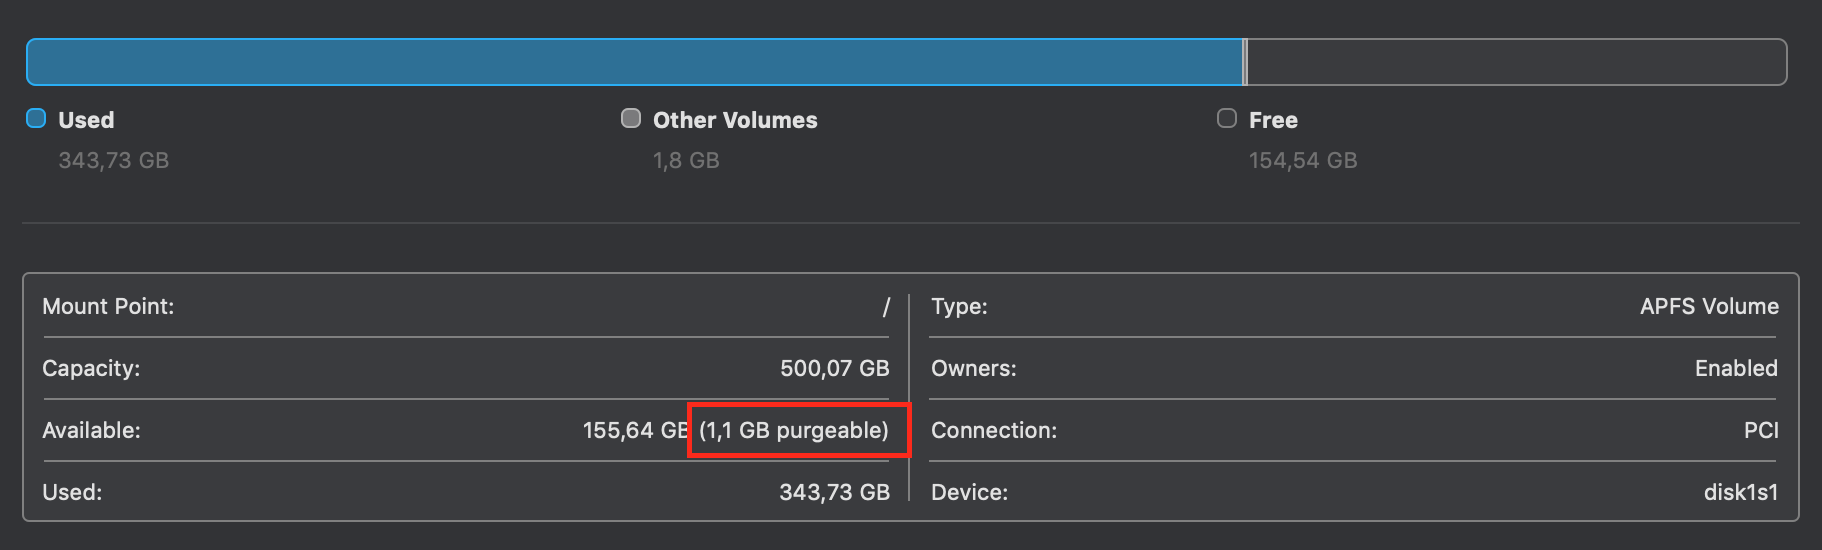 Used
343,73 GB
Other Volumes
1,8 GB
Free
154,54 GB
Mount Point: /
Capacity: 500,07 GB
Available: 155,64 GB (1,1 GB purgeable)
Used: 343,73 GB
Type: APFS Volume
Owners: Enabled
Connection: PCI
Device: disk1s1